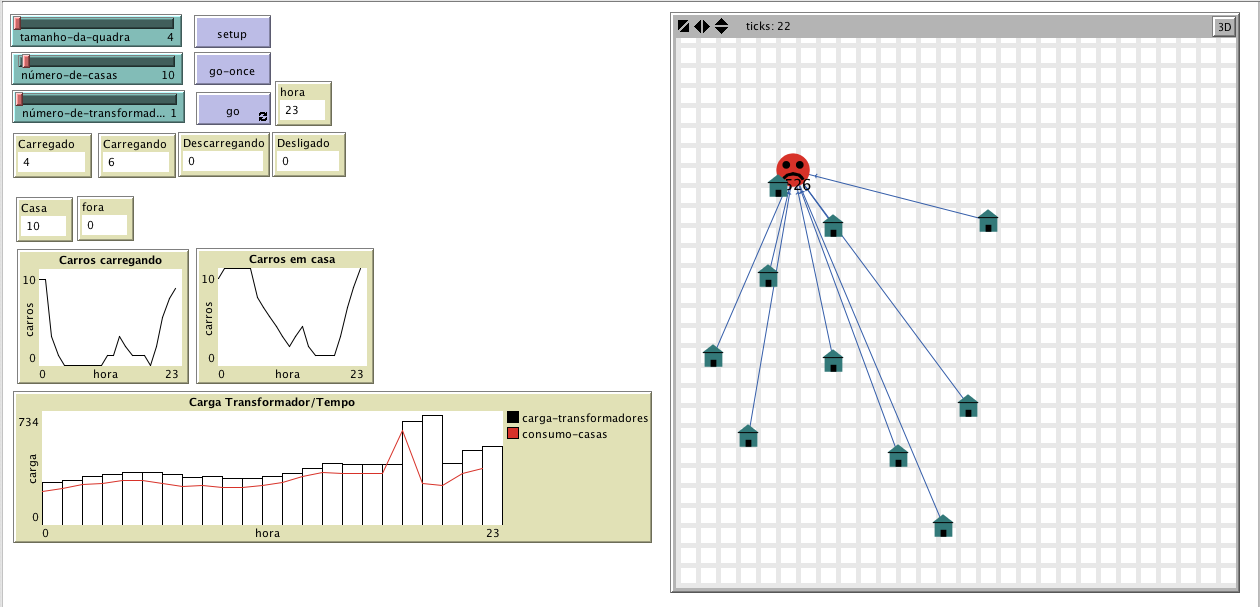 tamanho-da-quadra 4
setup
número-de-casas 10
go-once
número-de-transformad... 1
go
hora
23
Carregado
4
Carregando
6
Descarregando
0
Desligado
0
Casa
10
fora
0
Carros carregando
10
carros
0
0 hora 23
Carros em casa
10
carros
0
0 hora 23
Carga Transformador/Tempo
734
carga
0
0 hora 23
carga-transformadores
consumo-casas
ticks: 22
3D